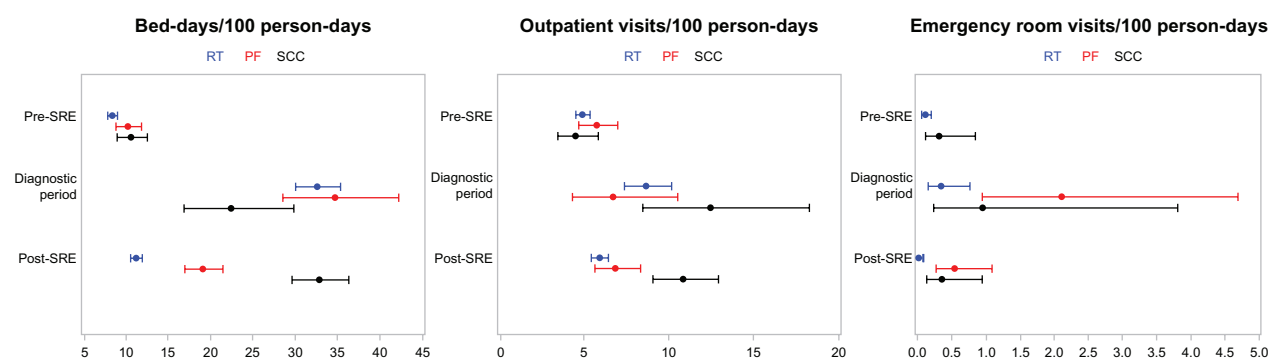 Bed-days/100 person-days
RT PF SCC
Pre-SRE
Diagnostic
period
Post-SRE
5 10 15 20 25 30 35 40 45
Outpatient visits/100 person-days
RT PF SCC
Pre-SRE
Diagnostic
period
Post-SRE
0 5 10 15 20
Emergency room visits/100 person-days
RT PF SCC
Pre-SRE
Diagnostic
period
Post-SRE
0.0 0.5 1.0 1.5 2.0 2.5 3.0 3.5 4.0 4.5 5.0